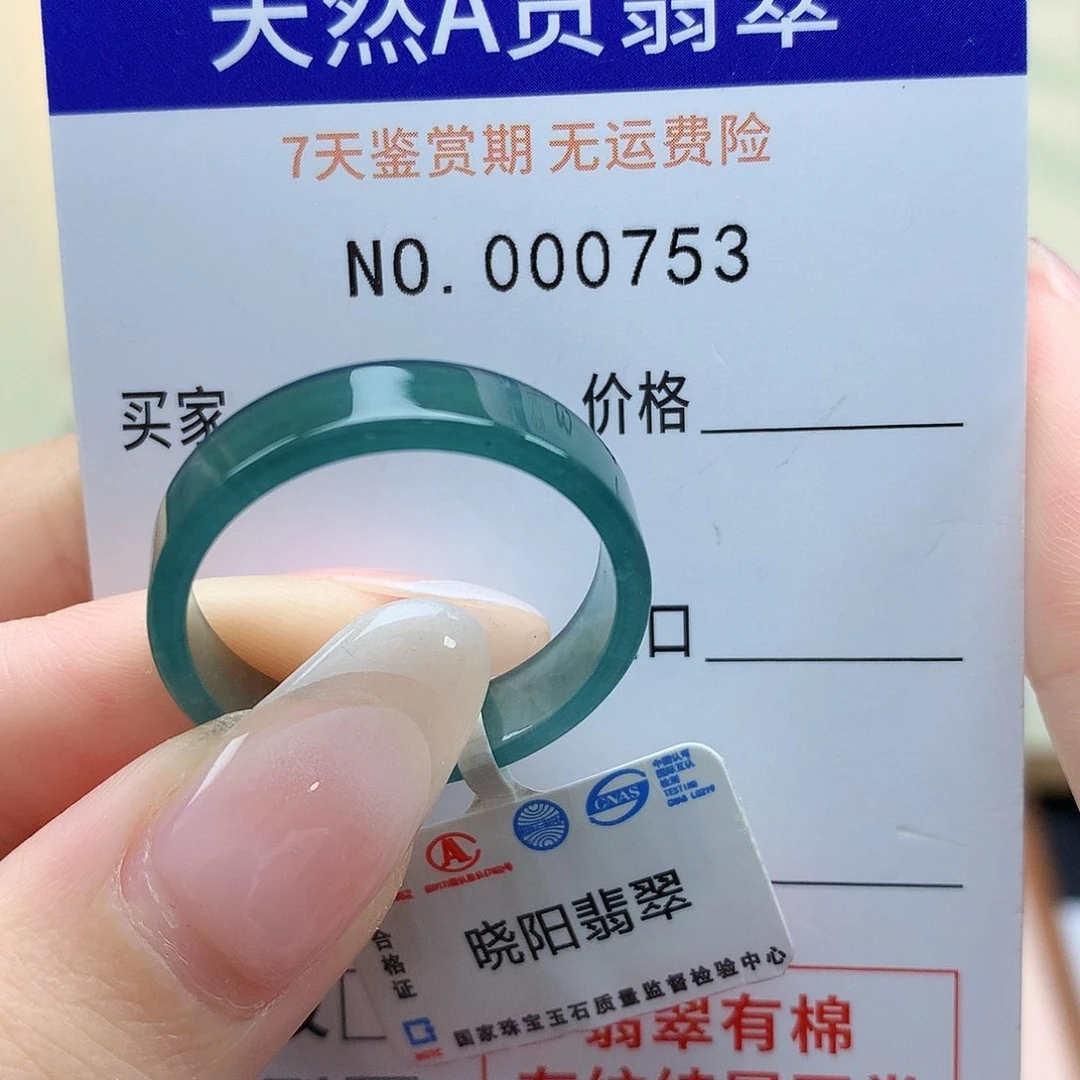 天然A货翡翠
7天鉴赏期 无运费险
NO. 000753
买家
价格
口
CNAS
TESTING
晓阳翡翠
合格证
国家珠宝玉石质量监督检验中心
翡翠有棉